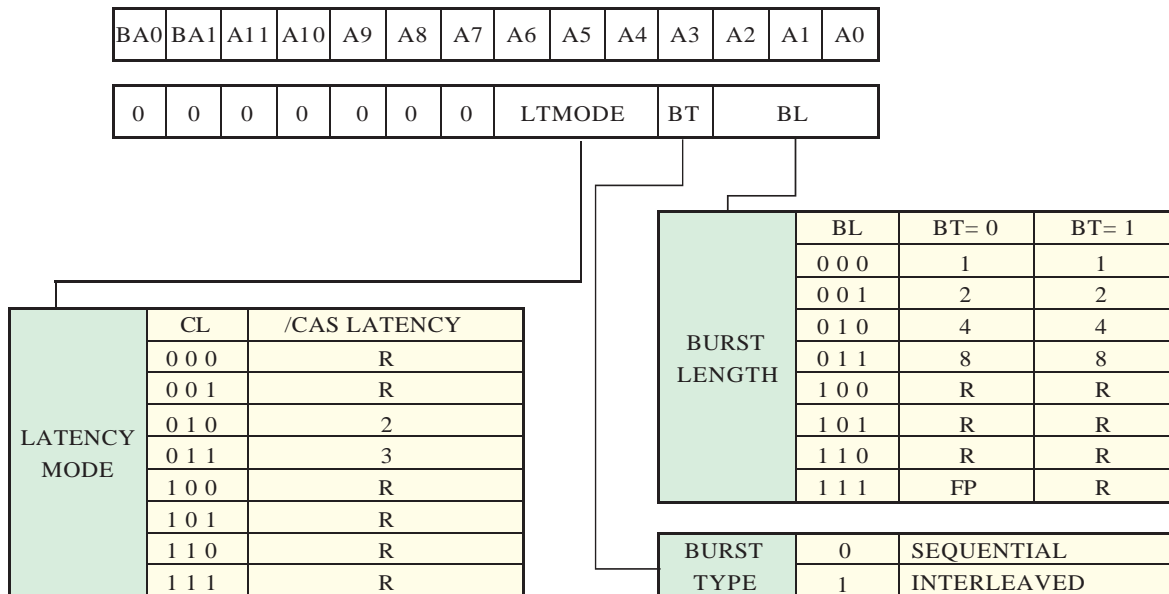 BA0 BA1 A11 A10 A9 A8 A7 A6 A5 A4 A3 A2 A1 A0
0 0 0 0 0 0 0 LTMODE BT BL
BURST LENGTH
BL BT= 0 BT= 1
0 0 0 1 1
0 0 1 2 2
0 1 0 4 4
0 1 1 8 8
1 0 0 R R
1 0 1 R R
1 1 0 R R
1 1 1 FP R
LATENCY MODE
CL /CAS LATENCY
0 0 0 R
0 0 1 R
0 1 0 2
0 1 1 3
1 0 0 R
1 0 1 R
1 1 0 R
1 1 1 R
BURST TYPE
0 SEQUENTIAL
1 INTERLEAVED